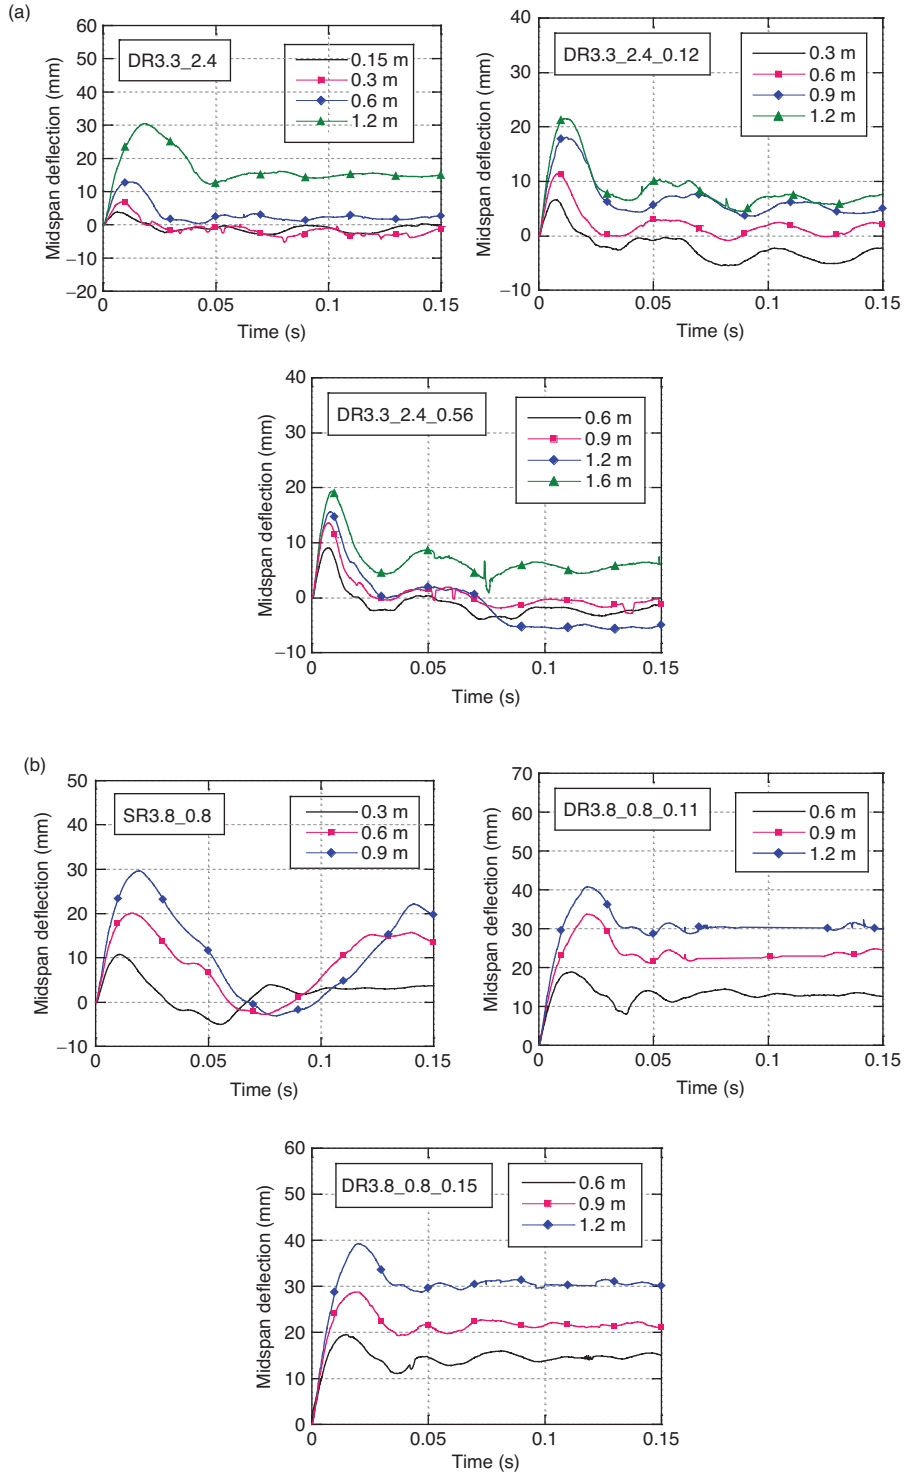 (a)
60
50
40
30
20
10
0
−10
−20
Midspan deflection (mm)
DR3.3_2.4
0.15 m
0.3 m
0.6 m
1.2 m
0
0.05
0.1
0.15
Time (s)
40
30
20
10
0
−10
Midspan deflection (mm)
DR3.3_2.4_0.12
0.3 m
0.6 m
0.9 m
1.2 m
0
0.05
0.1
0.15
Time (s)
40
30
20
10
0
−10
Midspan deflection (mm)
DR3.3_2.4_0.56
0.6 m
0.9 m
1.2 m
1.6 m
0
0.05
0.1
0.15
Time (s)
(b)
50
40
30
20
10
0
−10
Midspan deflection (mm)
SR3.8_0.8
0.3 m
0.6 m
0.9 m
0
0.05
0.1
0.15
Time (s)
70
60
50
40
30
20
10
0
Midspan deflection (mm)
DR3.8_0.8_0.11
0.6 m
0.9 m
1.2 m
0
0.05
0.1
0.15
Time (s)
60
50
40
30
20
10
0
Midspan deflection (mm)
DR3.8_0.8_0.15
0.6 m
0.9 m
1.2 m
0
0.05
0.1
0.15
Time (s)